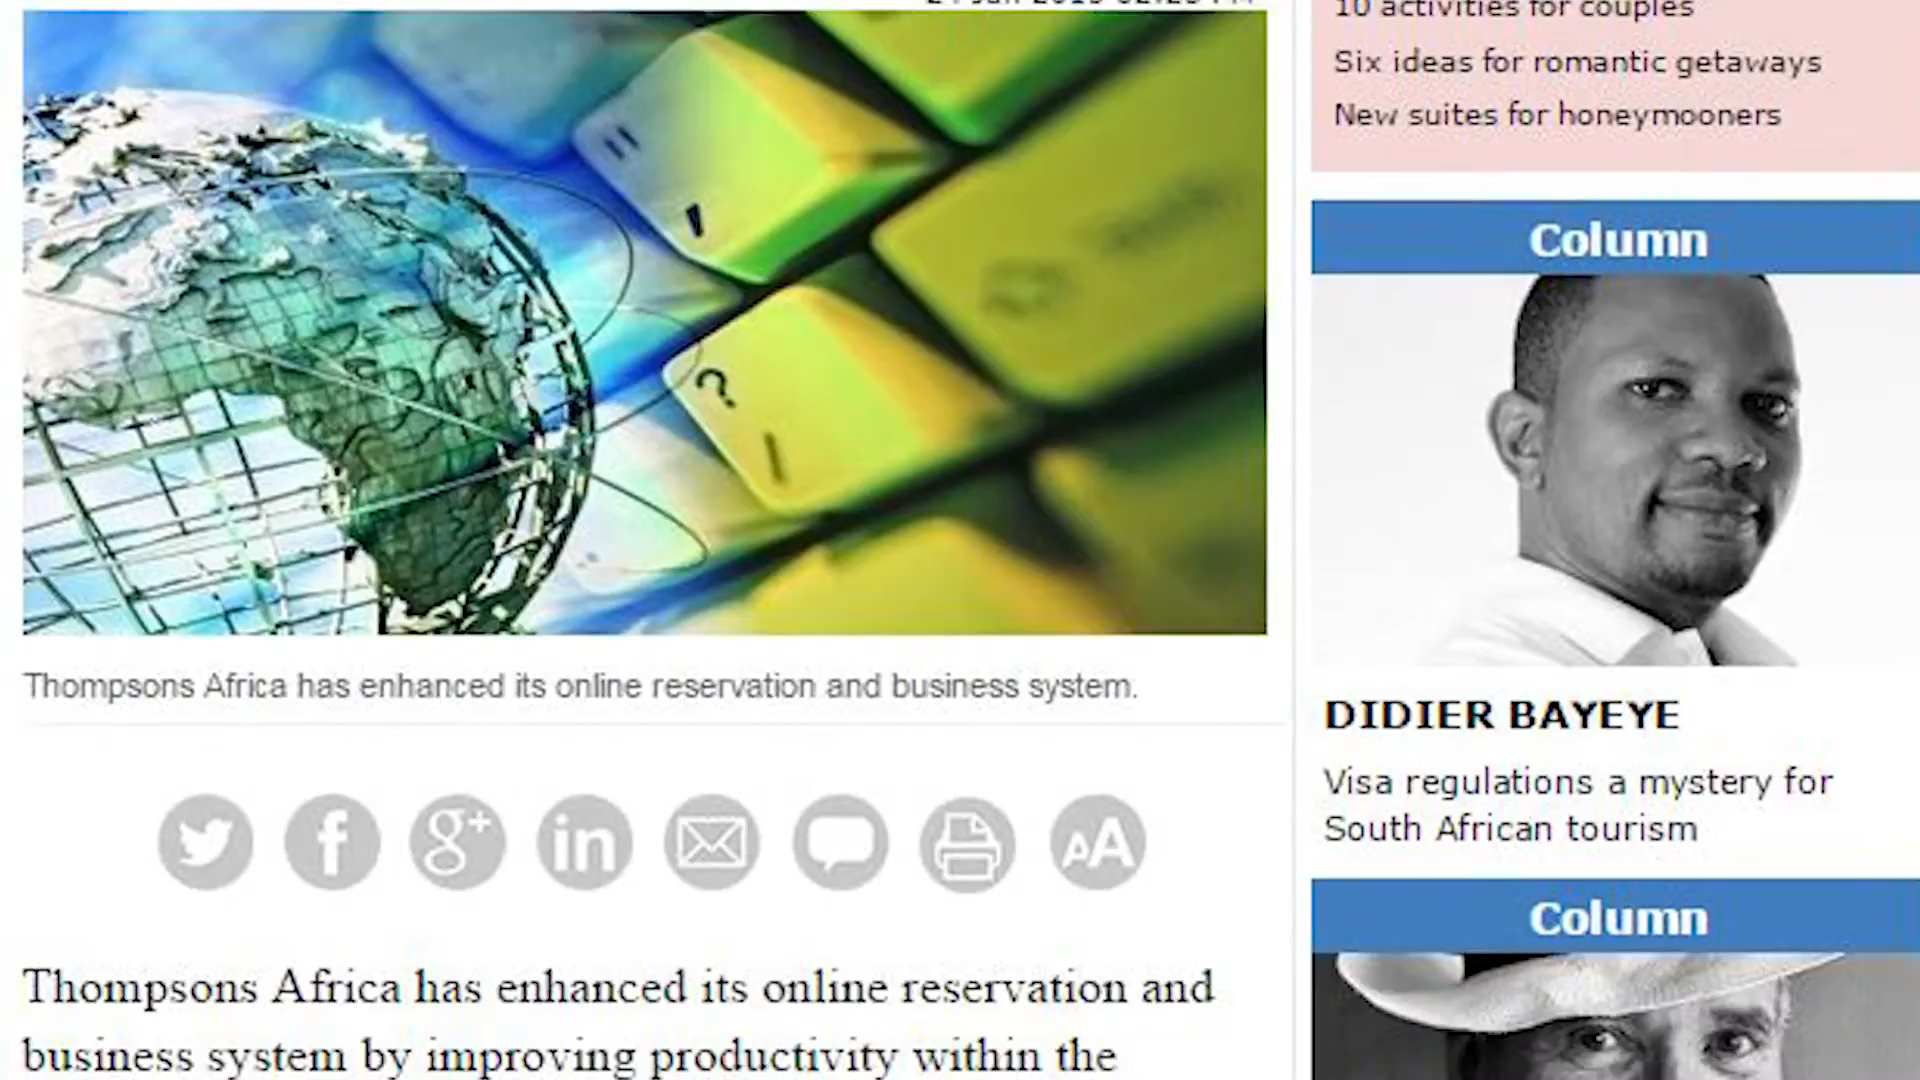 10 activities for couples
Six ideas for romantic getaways
New suites for honeymooners
Column
Thompsons Africa has enhanced its online reservation and business system.
DIDIER BAYEYE
Visa regulations a mystery for
South African tourism
Column
Thompsons Africa has enhanced its online reservation and
business system by improving productivity within the